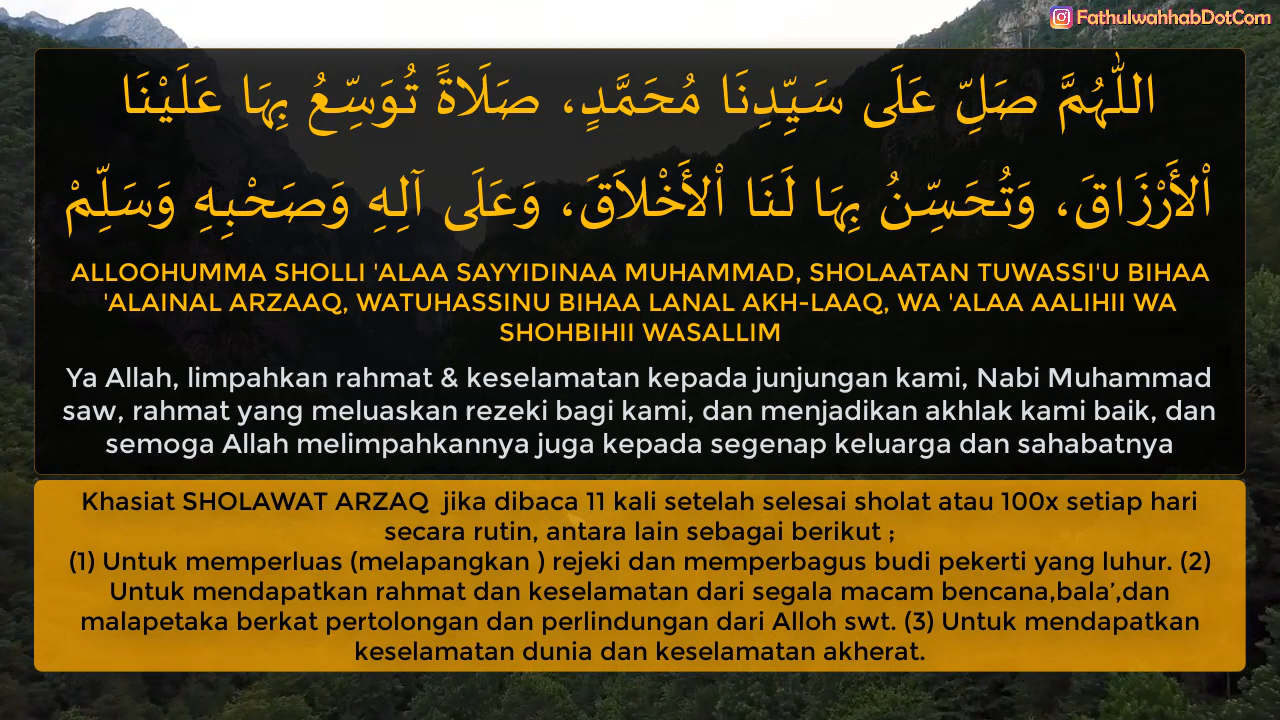 FathulwahhabDotCom
اللّٰهُمَّ صَلِّ عَلَى سَيِّدِنَا مُحَمَّدٍ، صَلَاةً تُوَسِّعُ بِهَا عَلَيْنَا
اْلأَرْزَاقَ، وَتُحَسِّنُ بِهَا لَنَا اْلأَخْلاَقَ، وَعَلَى آلِهِ وَصَحْبِهِ وَسَلِّمْ
ALLOOHUMMA SHOLLI 'ALAA SAYYIDINAA MUHAMMAD, SHOLAATAN TUWASSI'U BIHAA
'ALAINAL ARZAAQ, WATUHASSINU BIHAA LANAL AKH-LAAQ, WA 'ALAA AALIHII WA
SHOHBIHII WASALLIM
Ya Allah, limpahkan rahmat & keselamatan kepada junjungan kami, Nabi Muhammad
saw, rahmat yang meluaskan rezeki bagi kami, dan menjadikan akhlak kami baik, dan
semoga Allah melimpahkannya juga kepada segenap keluarga dan sahabatnya
Khasiat SHOLAWAT ARZAQ  jika dibaca 11 kali setelah selesai sholat atau 100x setiap hari
secara rutin, antara lain sebagai berikut ;
(1) Untuk memperluas (melapangkan ) rejeki dan memperbagus budi pekerti yang luhur. (2)
Untuk mendapatkan rahmat dan keselamatan dari segala macam bencana,bala’,dan
malapetaka berkat pertolongan dan perlindungan dari Alloh swt. (3) Untuk mendapatkan
keselamatan dunia dan keselamatan akherat.